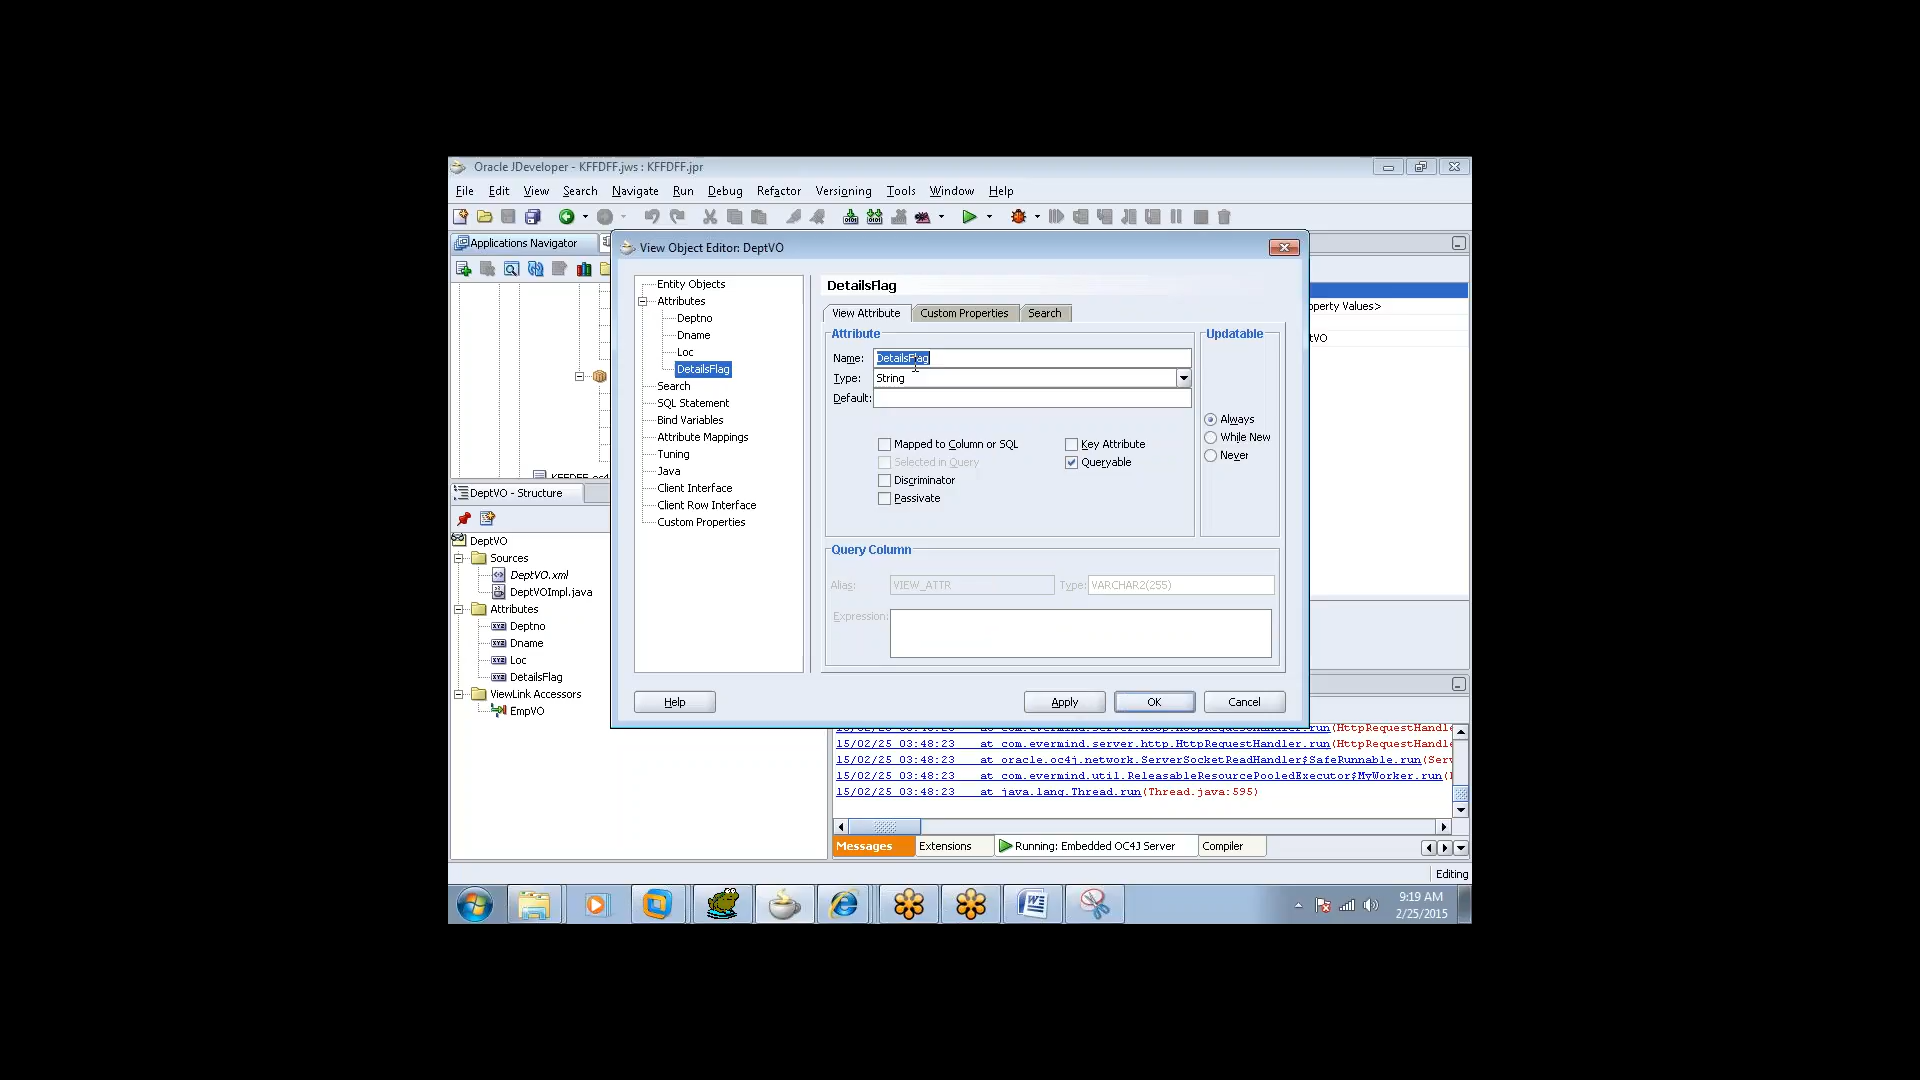 Oracle JDeveloper - KFFDFF.jws : KFFDFF.jpr
File Edit View Search Navigate Run Debug Refactor Versioning Tools Window Help
Applications Navigator
View Object Editor: DeptVO
Entity Objects
Attributes
Deptno
Dname
Loc
DetailsFlag
Search
SQL Statement
Bind Variables
Attribute Mappings
Tuning
Java
Client Interface
Client Row Interface
Custom Properties
DetailsFlag
View Attribute Custom Properties Search
Attribute
Name: DetailsFlag
Type: String
Default:
Mapped to Column or SQL
Selected in Query
Discriminator
Passivate
Key Attribute
Queryable
Updatable
Always
While New
Never
Query Column
Alias: VIEW_ATTR Type: VARCHAR2(255)
Expression:
Help Apply OK Cancel
operty Values>
tVO
DeptVO - Structure
DeptVO
Sources
DeptVO.xml
DeptVOImpl.java
Attributes
Deptno
Dname
Loc
DetailsFlag
ViewLink Accessors
EmpVO
15/02/25 03:48:23 at com.evermind.server.http.HttpRequestHandler.run(HttpRequestHandle
15/02/25 03:48:23 at oracle.oc4j.network.ServerSocketReadHandler$SafeRunnable.run(Serv
15/02/25 03:48:23 at com.evermind.util.ReleasableResourcePooledExecutor$MyWorker.run(
15/02/25 03:48:23 at java.lang.Thread.run(Thread.java:595)
Messages Extensions Running: Embedded OC4J Server Compiler
Editing
9:19 AM
2/25/2015